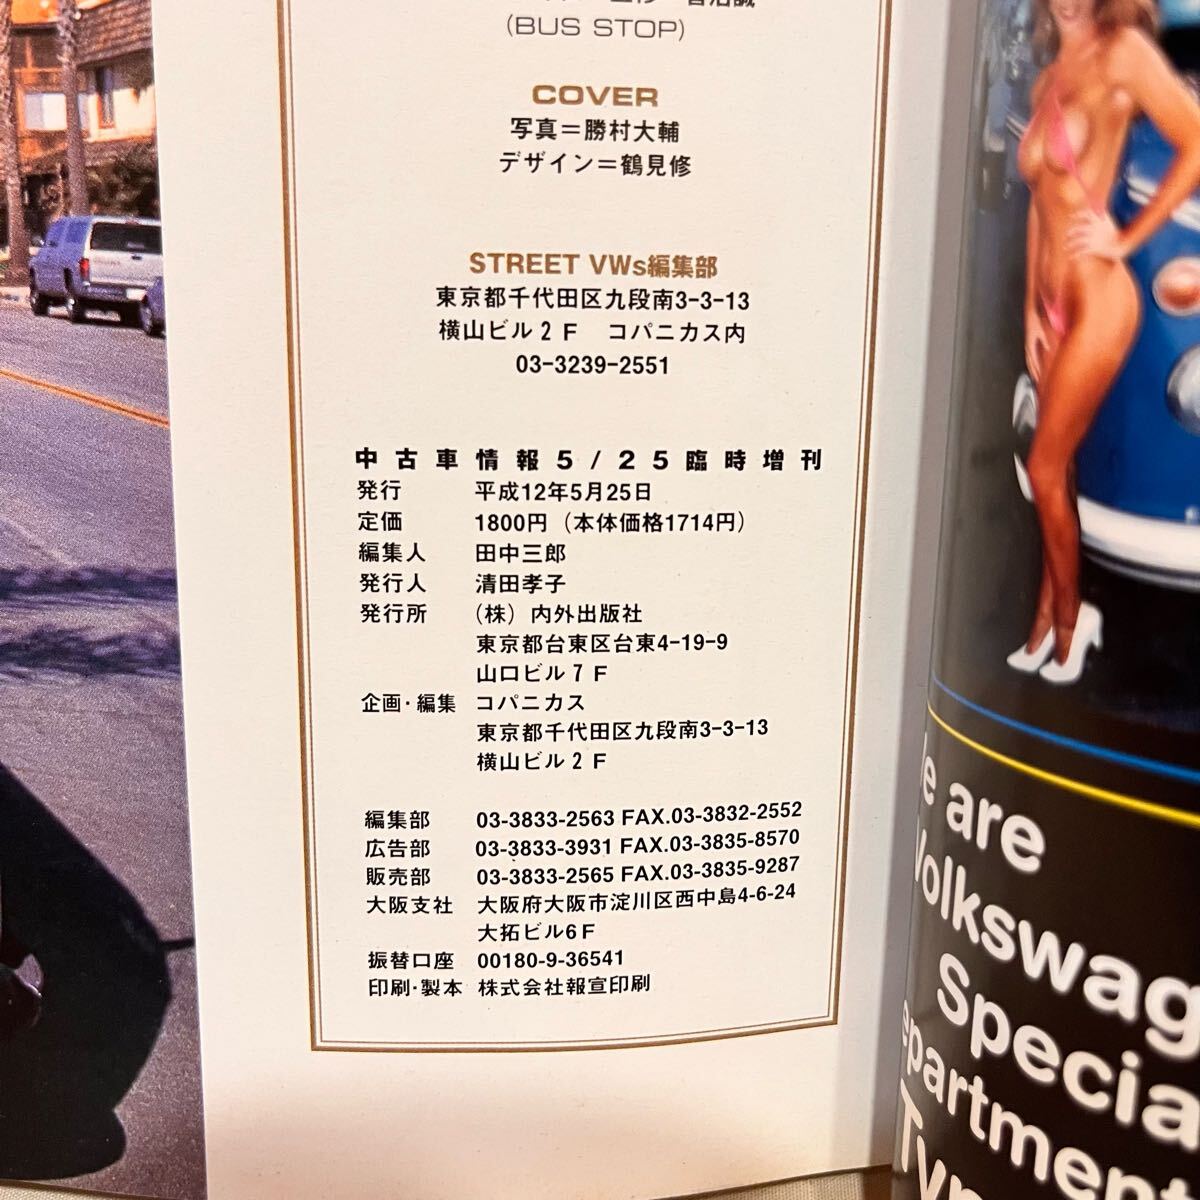 (BUS STOP)
COVER
写真＝勝村大輔
デザイン＝鶴見修
STREET VWs編集部
東京都千代田区九段南3-3-13
横山ビル2F　コパニカス内
03-3239-2551
中古車情報5/25臨時増刊
発行　平成12年5月25日
定価　1800円（本体価格1714円）
編集人　田中三郎
発行人　清田孝子
発行所　（株）内外出版社
東京都台東区台東4-19-9
山口ビル7F
企画・編集　コパニカス
東京都千代田区九段南3-3-13
横山ビル2F
編集部　03-3833-2563 FAX.03-3832-2552
広告部　03-3833-3931 FAX.03-3835-8570
販売部　03-3833-2565 FAX.03-3835-9287
大阪支社　大阪府大阪市淀川区西中島4-6-24
大拓ビル6F
振替口座　00180-9-36541
印刷・製本　株式会社報宣印刷
are
Volkswag
Specia
epartment
Typ